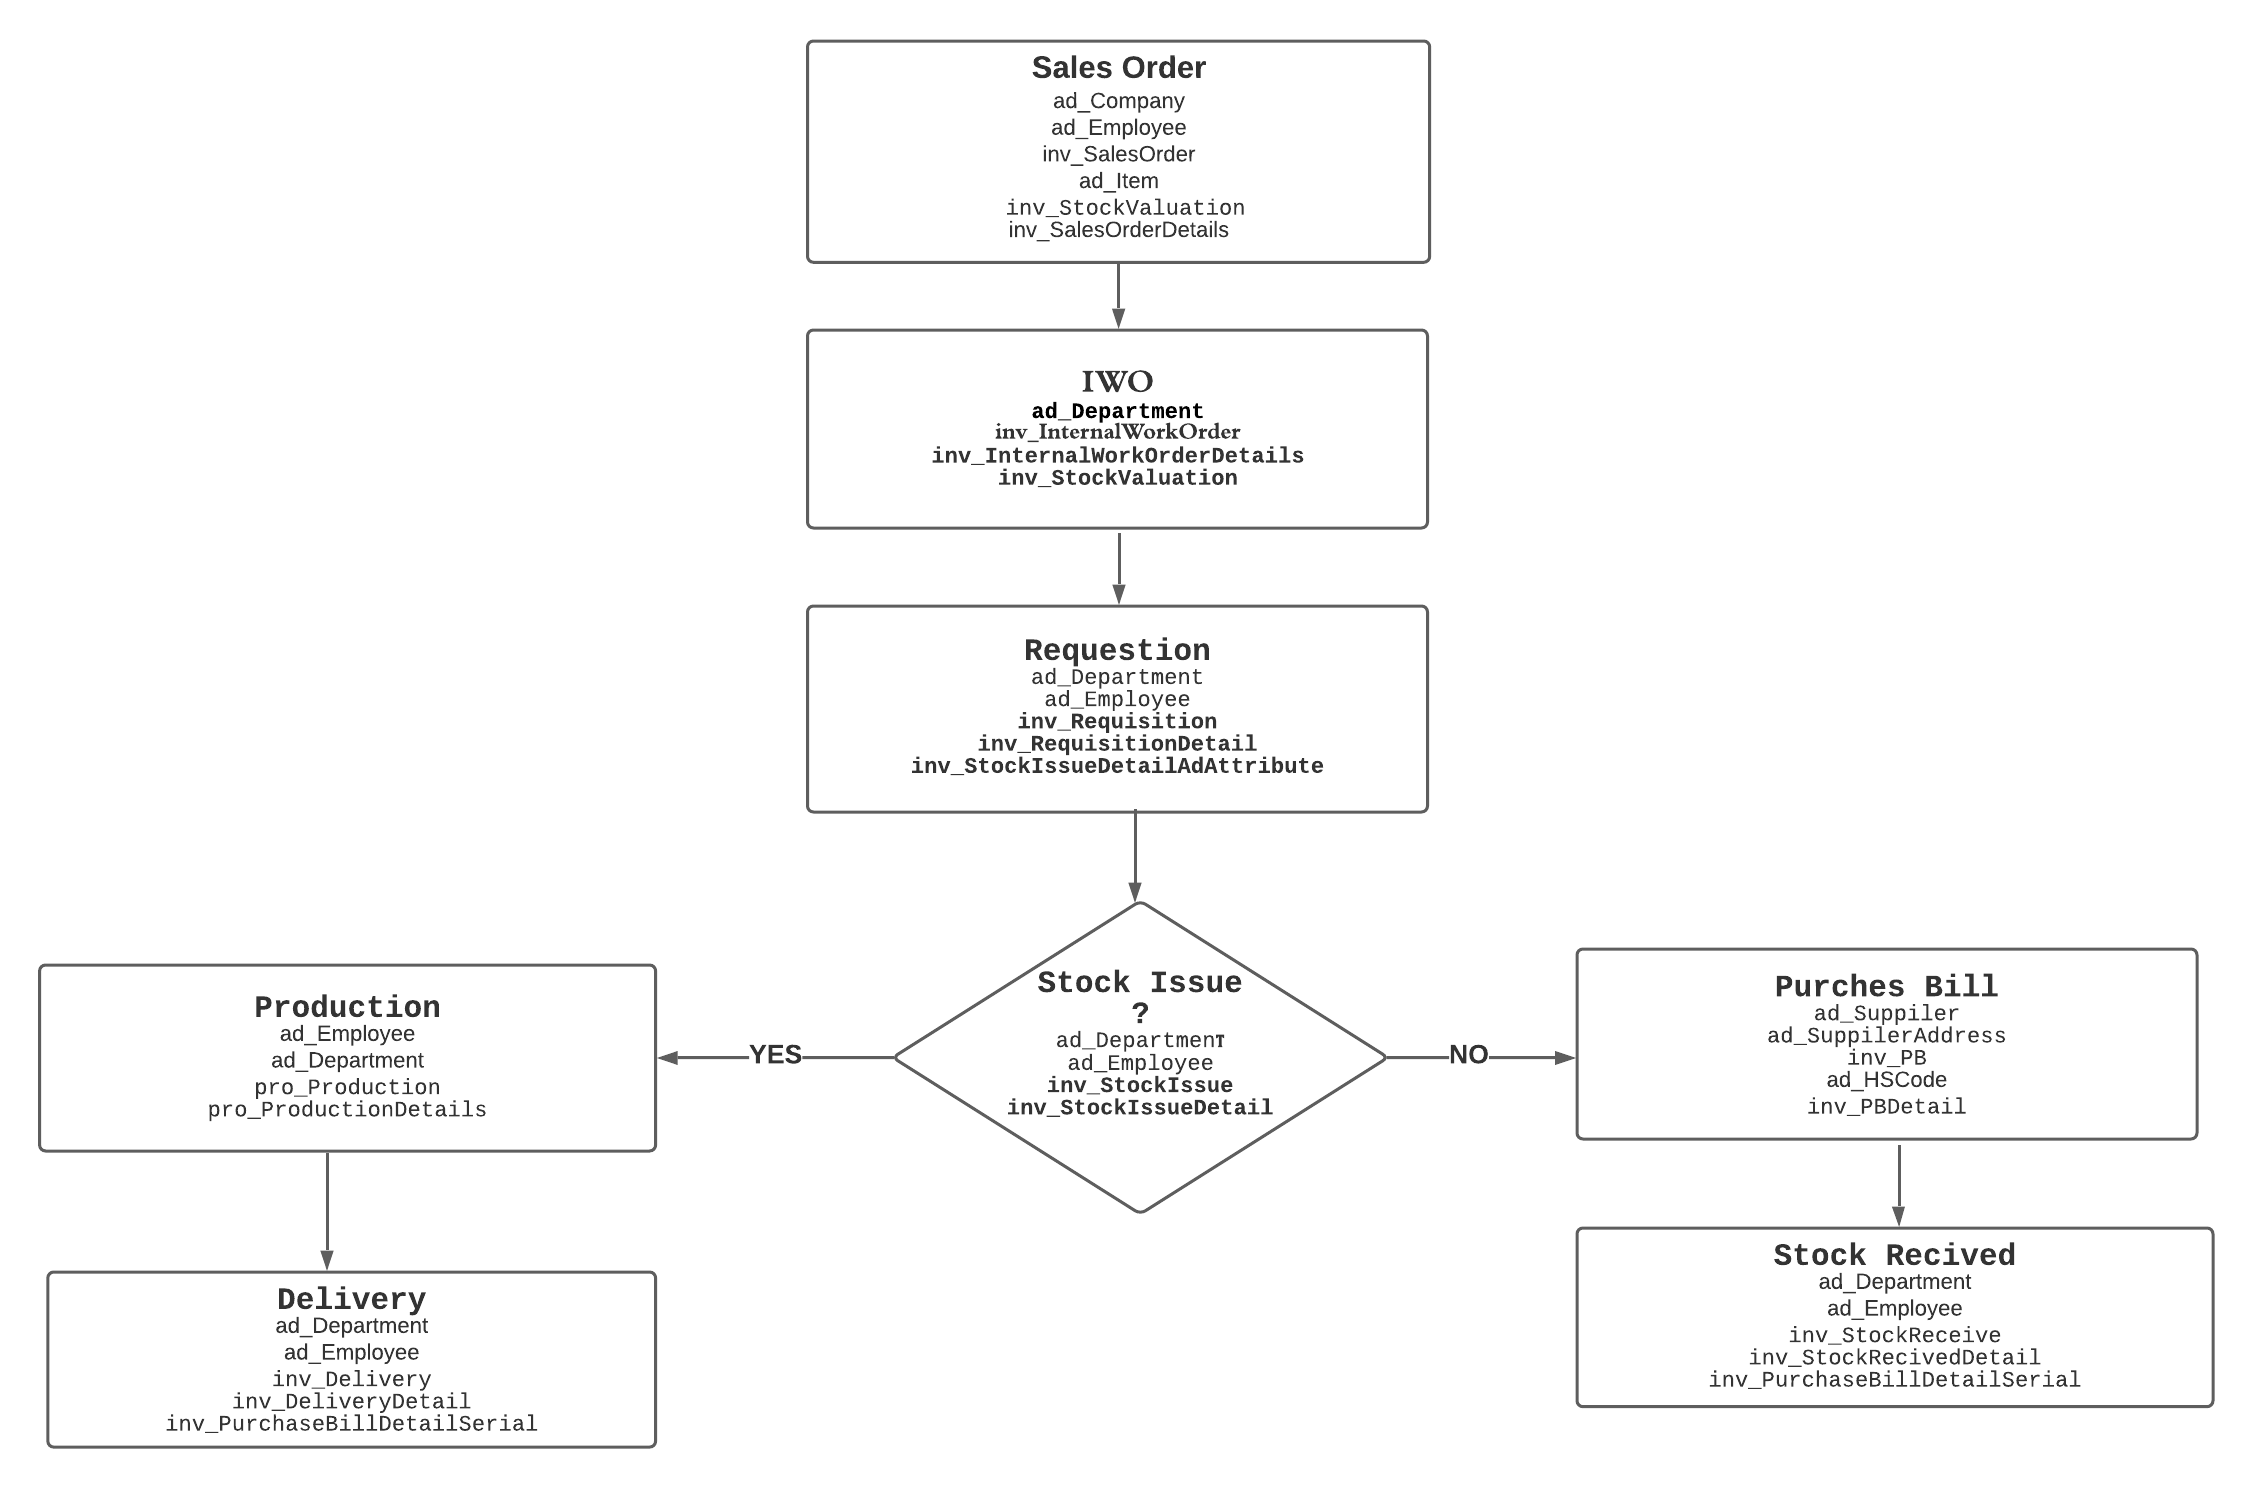 Sales Order
ad_Company
ad_Employee
inv_SalesOrder
ad_Item
inv_StockValuation
inv_SalesOrderDetails
IWO
ad_Department
inv_InternalWorkOrder
inv_InternalWorkOrderDetails
inv_StockValuation
Requestion
ad_Department
ad_Employee
inv_Requisition
inv_RequisitionDetail
inv_StockIssueDetailAdAttribute
Stock Issue
?
ad_Department
ad_Employee
inv_StockIssue
inv_StockIssueDetail
YES
NO
Production
ad_Employee
ad_Department
pro_Production
pro_ProductionDetails
Delivery
ad_Department
ad_Employee
inv_Delivery
inv_DeliveryDetail
inv_PurchaseBillDetailSerial
Purches Bill
ad_Suppiler
ad_SuppilerAddress
inv_PB
ad_HSCode
inv_PBDetail
Stock Recived
ad_Department
ad_Employee
inv_StockReceive
inv_StockRecivedDetail
inv_PurchaseBillDetailSerial